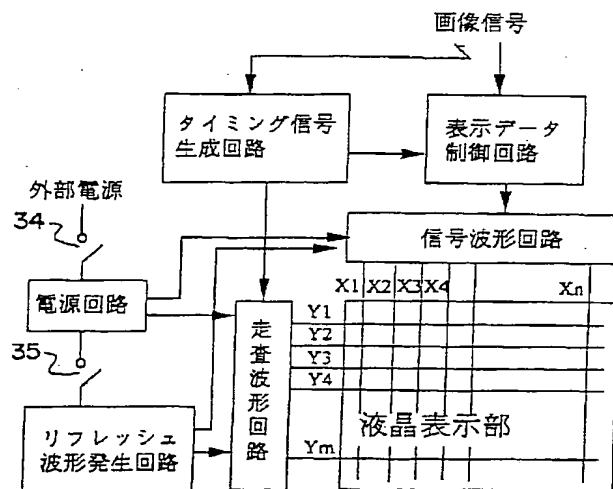 画像信号
タイミング信号
生成回路
表示データ
制御回路
外部電源
34
信号波形回路
電源回路
X1 X2 X3 X4 Xn
走査波形回路
Y1
Y2
Y3
Y4
35
液晶表示部
リフレッシュ
波形発生回路
Ym